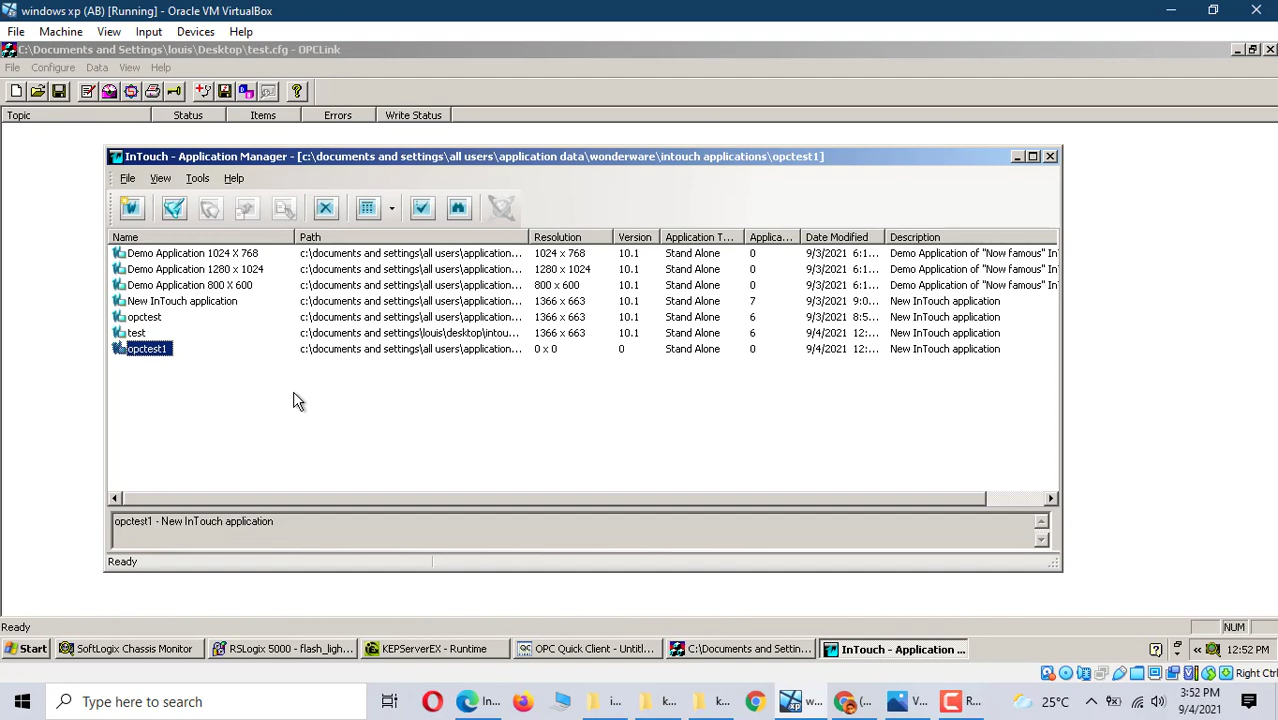 windows xp (AB) [Running] - Oracle VM VirtualBox
File Machine View Input Devices Help
C:\Documents and Settings\louis\Desktop\test.cfg - OPCLink
File Configure Data View Help
Topic Status Items Errors Write Status
InTouch - Application Manager - [c:\documents and settings\all users\application data\wonderware\intouch applications\opctest1]
File View Tools Help
Name Path Resolution Version Application T... Applica... Date Modified Description
Demo Application 1024 X 768 c:\documents and settings\all users\application... 1024 x 768 10.1 Stand Alone 0 9/3/2021 6:1... Demo Application of "Now famous" In
Demo Application 1280 x 1024 c:\documents and settings\all users\application... 1280 x 1024 10.1 Stand Alone 0 9/3/2021 6:1... Demo Application of "Now famous" In
Demo Application 800 X 600 c:\documents and settings\all users\application... 800 x 600 10.1 Stand Alone 0 9/3/2021 6:1... Demo Application of "Now famous" In
New InTouch application c:\documents and settings\all users\application... 1366 x 663 10.1 Stand Alone 7 9/3/2021 9:0... New InTouch application
opctest c:\documents and settings\all users\application... 1366 x 663 10.1 Stand Alone 6 9/3/2021 8:5... New InTouch application
test c:\documents and settings\louis\desktop\intou... 1366 x 663 10.1 Stand Alone 6 9/4/2021 12:... New InTouch application
opctest1 c:\documents and settings\all users\application... 0 x 0 0 Stand Alone 0 9/4/2021 12:... New InTouch application
opctest1 - New InTouch application
Ready
Ready NUM
Start SoftLogix Chassis Monitor RSLogix 5000 - flash_ligh... KEPServerEX - Runtime OPC Quick Client - Untitl... C:\Documents and Settin... InTouch - Application ... 12:52 PM
Right Ctrl
Type here to search In... i... k... k... w... (... V... R... 25°C 3:52 PM
9/4/2021